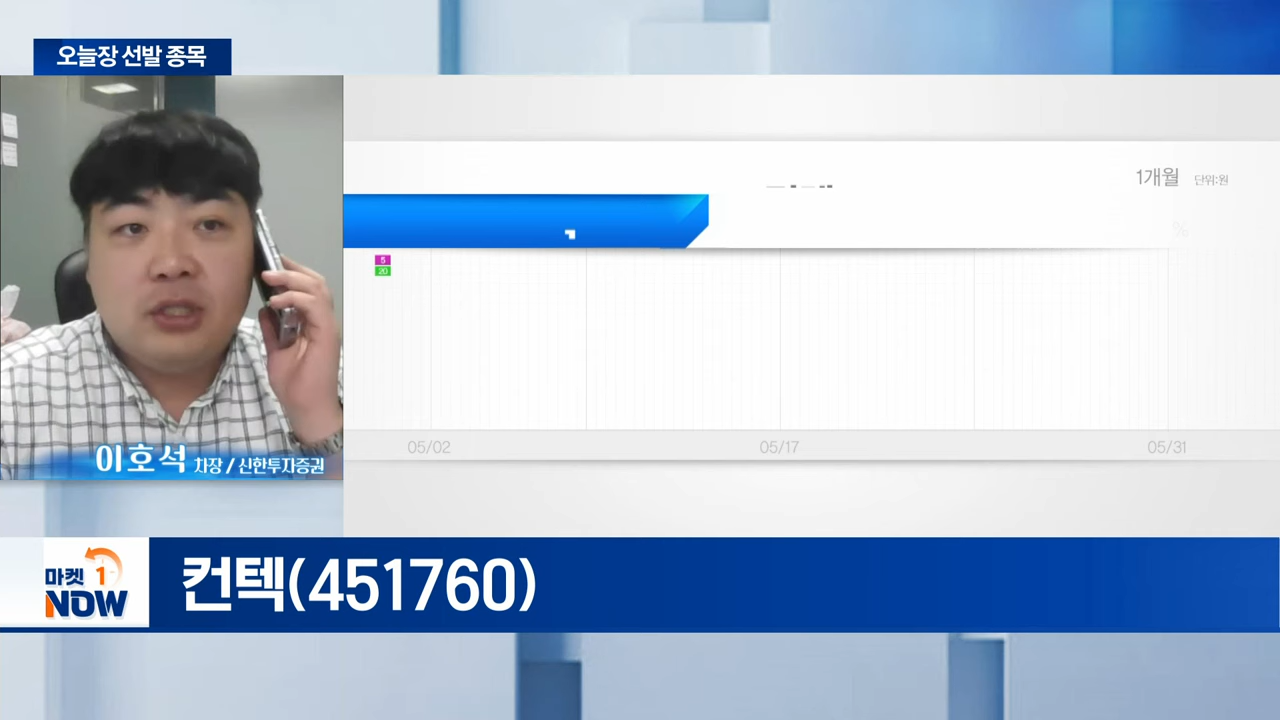 오늘장 선발 종목
1개월 단위:원
%
5
20
05/02 05/17 05/31
이호석 차장 / 신한투자증권
마켓 1
NOW
컨텍(451760)